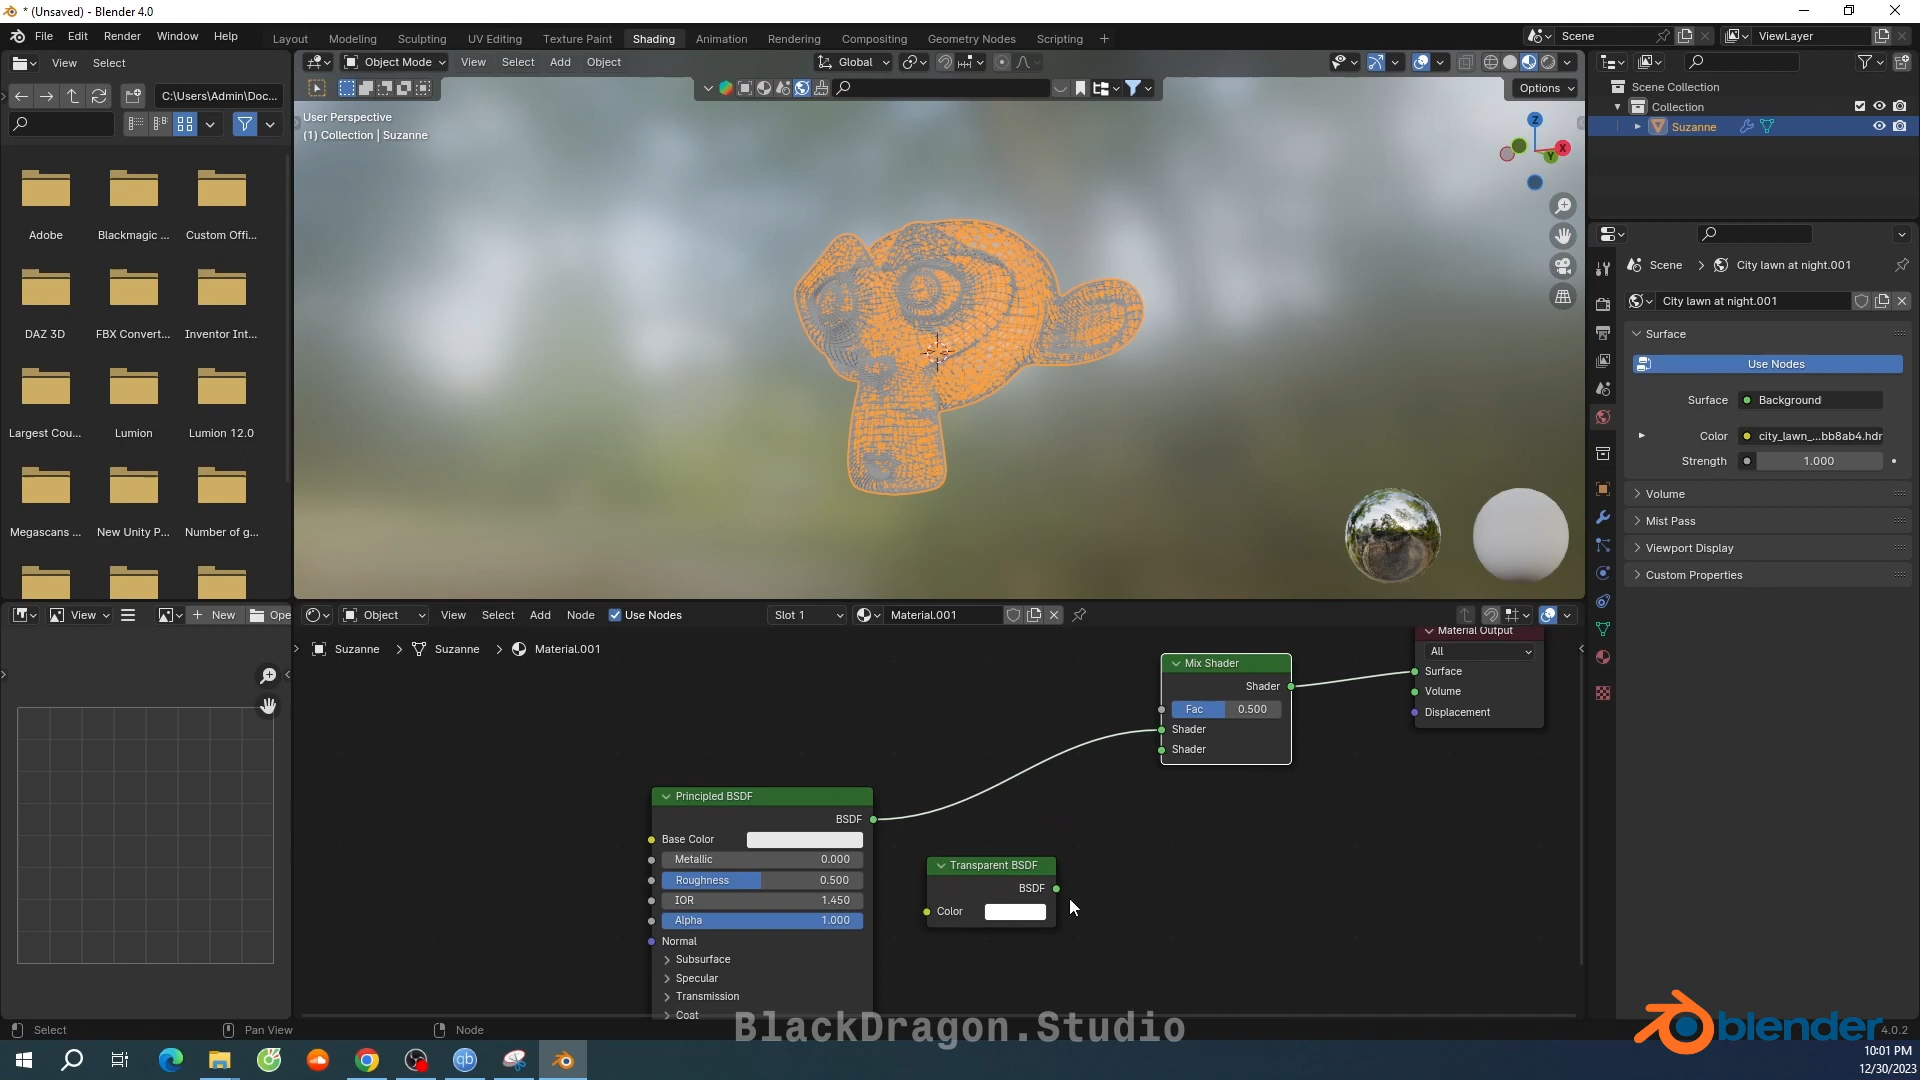 * (Unsaved) - Blender 4.0
File Edit Render Window Help
Layout Modeling Sculpting UV Editing Texture Paint Shading Animation Rendering Compositing Geometry Nodes Scripting +
Scene
ViewLayer
View Select
Object Mode View Select Add Object
Global
C:\Users\Admin\Doc...
Options
User Perspective
(1) Collection | Suzanne
Z
X
Y
Adobe
Blackmagic ...
Custom Offi...
DAZ 3D
FBX Convert...
Inventor Int...
Largest Cou...
Lumion
Lumion 12.0
Megascans ...
New Unity P...
Number of g...
Scene Collection
Collection
Suzanne
Scene > City lawn at night.001
City lawn at night.001
Surface
Use Nodes
Surface Background
Color city_lawn_...bb8ab4.hdr
Strength 1.000
Volume
Mist Pass
Viewport Display
Custom Properties
View
+ New
Ope
Object View Select Add Node Use Nodes
Slot 1
Material.001
Suzanne > Suzanne > Material.001
Mix Shader
Shader
Fac 0.500
Shader
Shader
Material Output
All
Surface
Volume
Displacement
Principled BSDF
BSDF
Base Color
Metallic 0.000
Roughness 0.500
IOR 1.450
Alpha 1.000
Normal
Subsurface
Specular
Transmission
Coat
Transparent BSDF
BSDF
Color
Select
Pan View
Node
BlackDragon.Studio
blender
4.0.2
qb
10:01 PM
12/30/2023